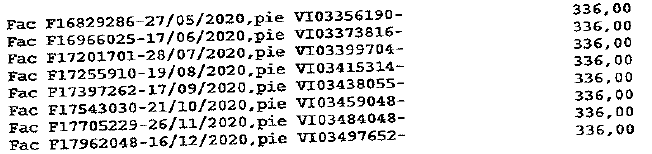 Fac F16829286-27/05/2020,pie VI03356190- 336,00
Fac F16966025-17/06/2020,pie VI03373816- 336,00
Fac F17201701-28/07/2020,pie VI03399704- 336,00
Fac F17255910-19/08/2020,pie VI03415314- 336,00
Fac F17397262-17/09/2020,pie VI03438055- 336,00
Fac F17543030-21/10/2020,pie VI03459048- 336,00
Fac F17705229-26/11/2020,pie VI03484048- 336,00
Fac F17962048-16/12/2020,pie VI03497652- 336,00